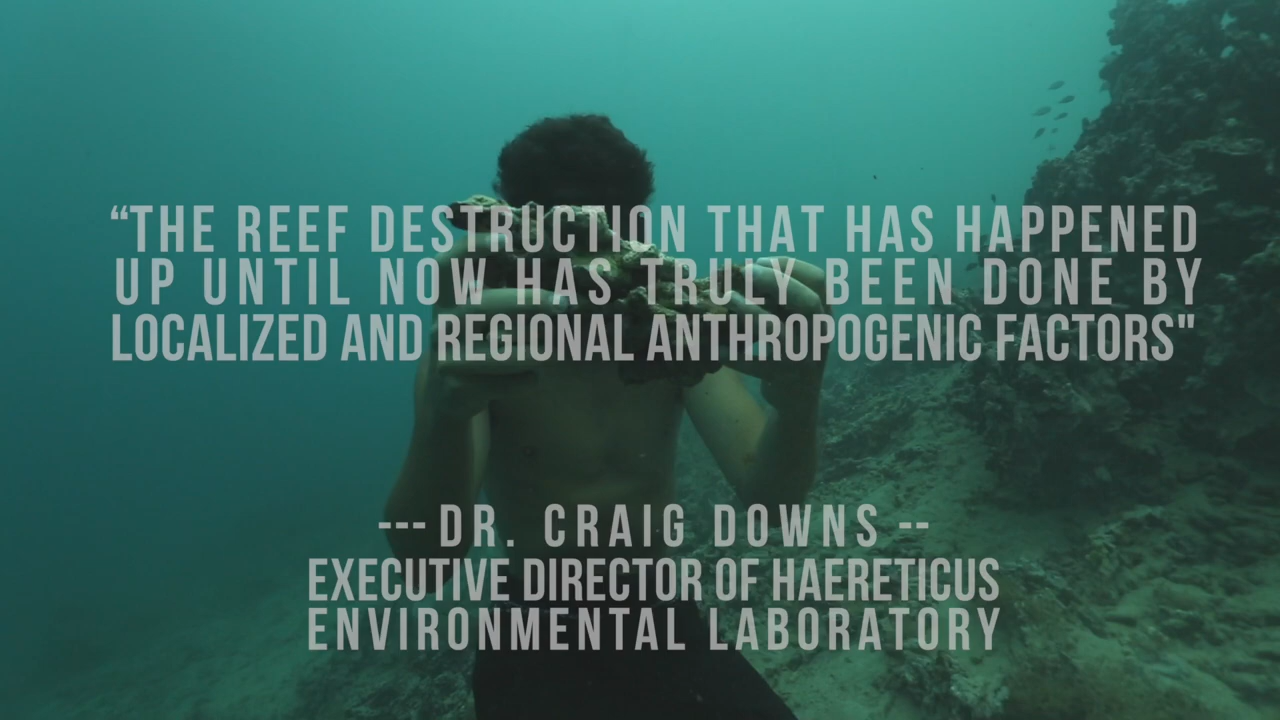 “THE REEF DESTRUCTION THAT HAS HAPPENED
UP UNTIL NOW HAS TRULY BEEN DONE BY
LOCALIZED AND REGIONAL ANTHROPOGENIC FACTORS"
--- DR. CRAIG DOWNS --
EXECUTIVE DIRECTOR OF HAERETICUS
ENVIRONMENTAL LABORATORY